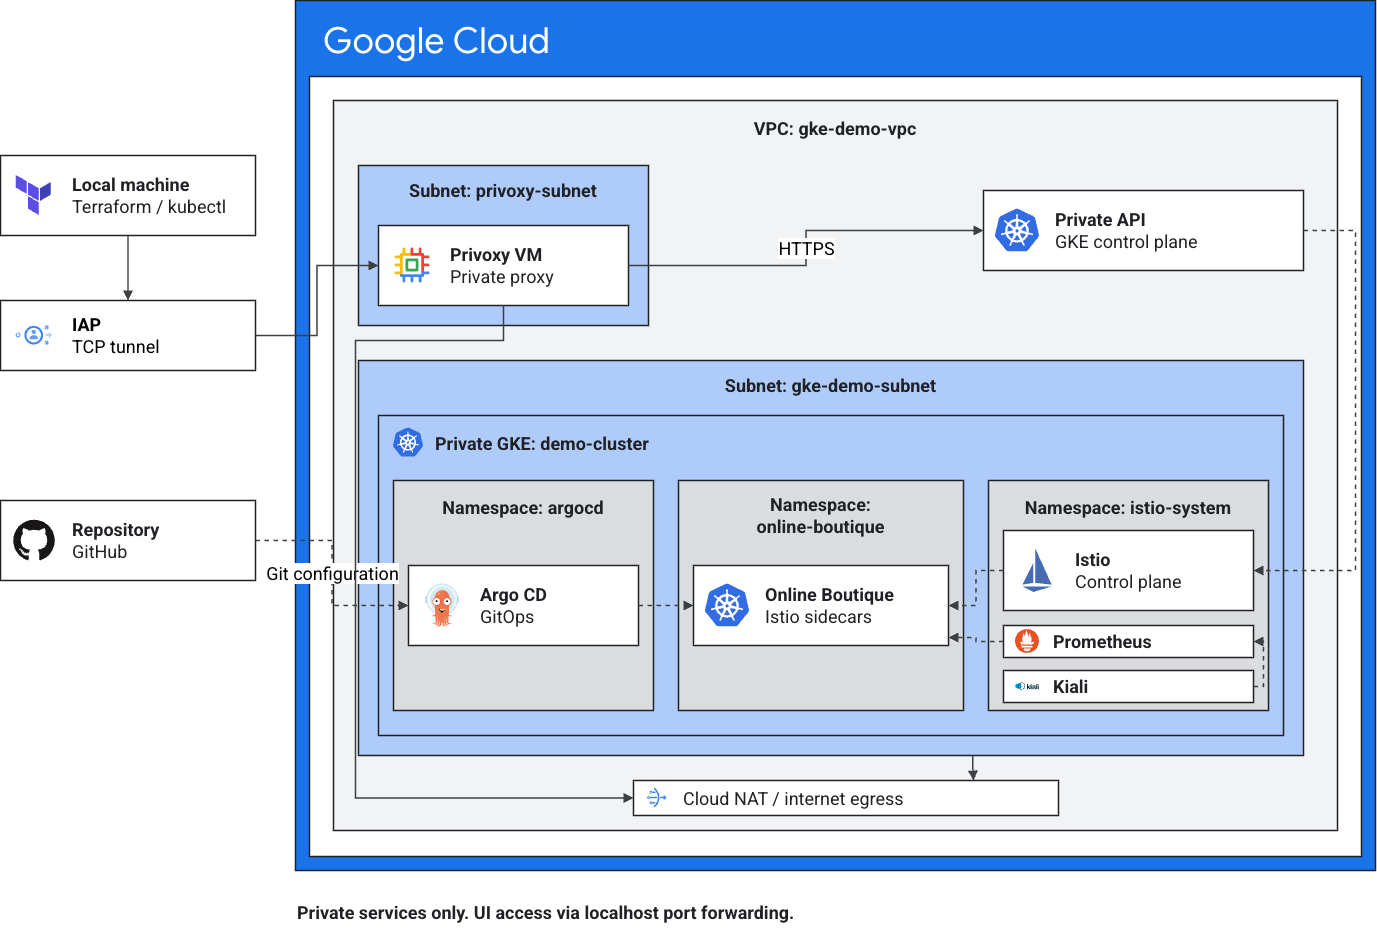 Google Cloud
VPC: gke-demo-vpc
Local machine
Terraform / kubectl
IAP
TCP tunnel
Subnet: privoxy-subnet
Privoxy VM
Private proxy
HTTPS
Private API
GKE control plane
Subnet: gke-demo-subnet
Private GKE: demo-cluster
Repository
GitHub
Git configuration
Namespace: argocd
Argo CD
GitOps
Namespace:
online-boutique
Online Boutique
Istio sidecars
Namespace: istio-system
Istio
Control plane
Prometheus
kiali
Kiali
Cloud NAT / internet egress
Private services only. UI access via localhost port forwarding.